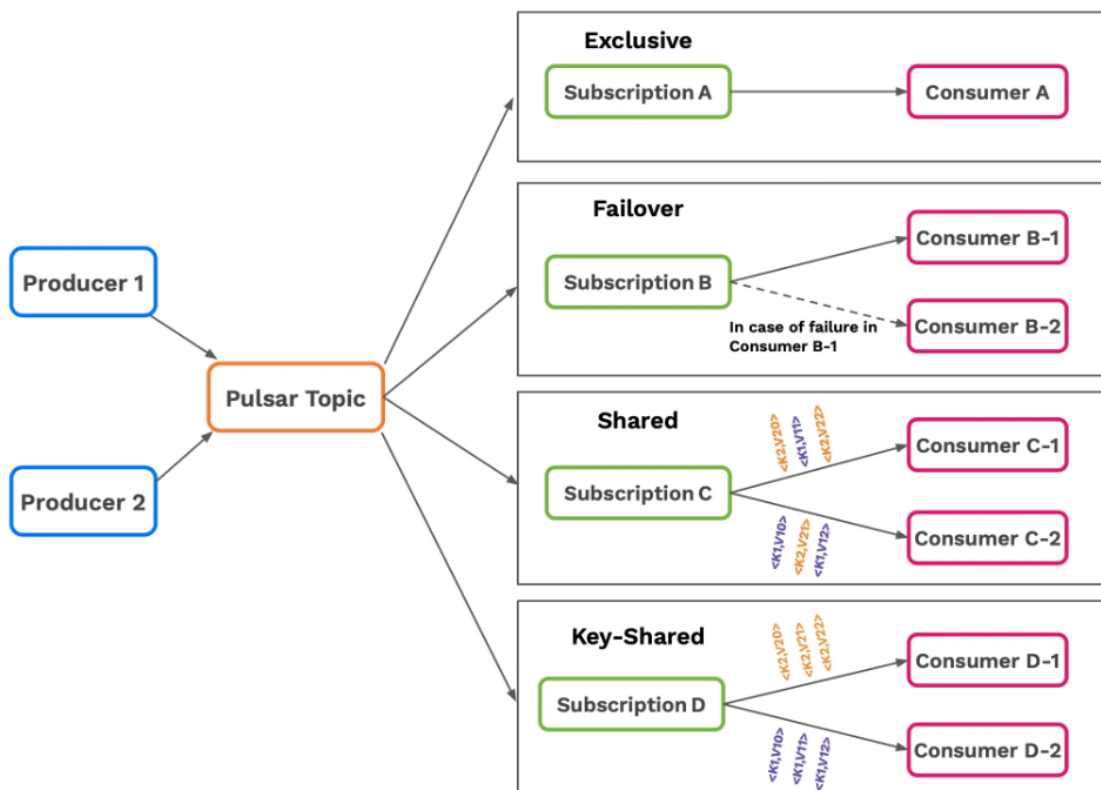 Exclusive
Subscription A
Consumer A
Failover
Consumer B-1
Subscription B
In case of failure in
Consumer B-1
Consumer B-2
Producer 1
Pulsar Topic
Producer 2
Shared
<K2,V20>
<K1,V11>
<K2,V22>
Consumer C-1
Subscription C
<K1,V10>
<K2,V21>
<K1,V12>
Consumer C-2
Key-Shared
<K2,V20>
<K2,V21>
<K2,V22>
Consumer D-1
Subscription D
<K1,V10>
<K1,V11>
<K1,V12>
Consumer D-2